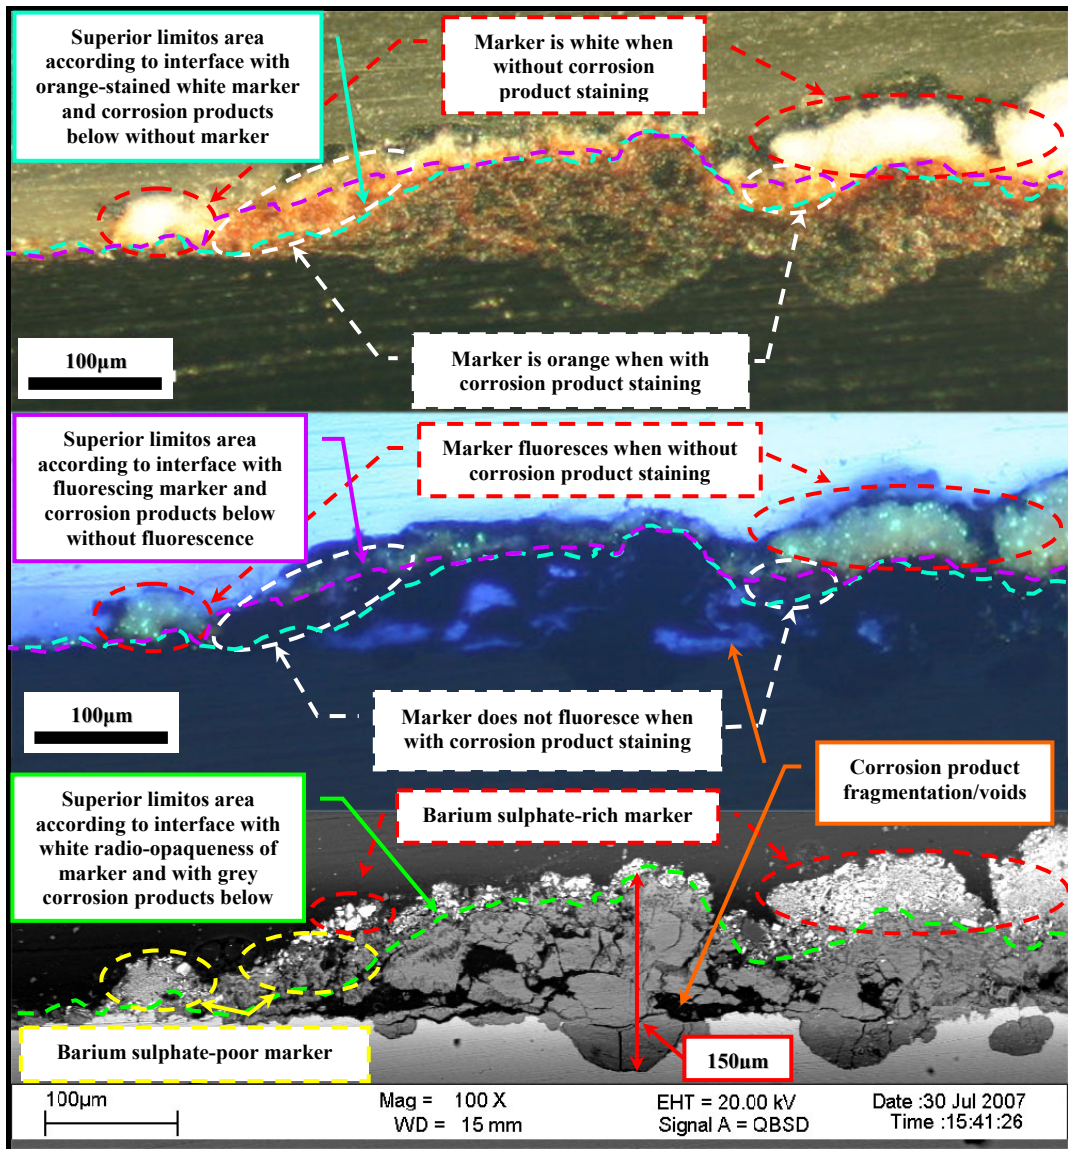 Superior limitos area
according to interface with
orange-stained white marker
and corrosion products
below without marker
Marker is white when
without corrosion
product staining
100µm
Marker is orange when with
corrosion product staining
Superior limitos area
according to interface with
fluorescing marker and
corrosion products below
without fluorescence
Marker fluoresces when without
corrosion product staining
100µm
Marker does not fluoresce when
with corrosion product staining
Corrosion product
fragmentation/voids
Superior limitos area
according to interface with
white radio-opaqueness of
marker and with grey
corrosion products below
Barium sulphate-rich marker
Barium sulphate-poor marker
150µm
100µm
Mag = 100 X
WD = 15 mm
EHT = 20.00 kV
Signal A = QBSD
Date :30 Jul 2007
Time :15:41:26